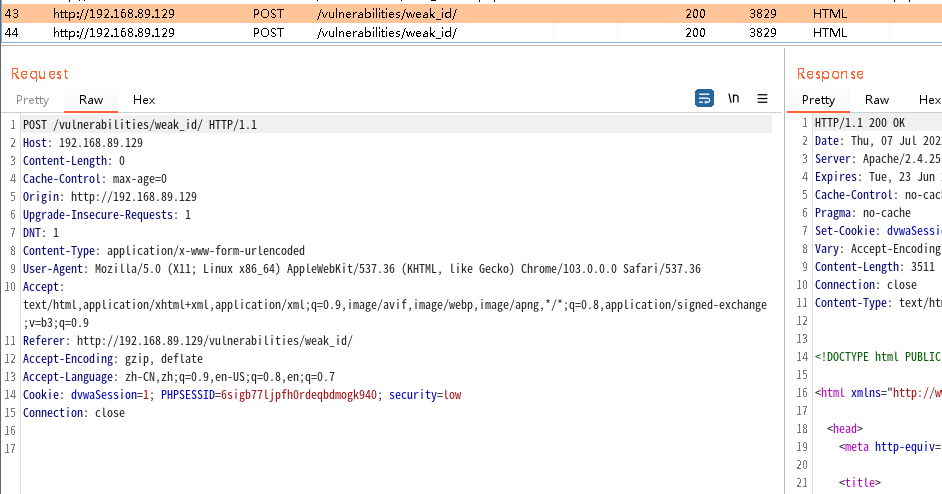 43 http://192.168.89.129 POST /vulnerabilities/weak_id/ 200 3829 HTML
44 http://192.168.89.129 POST /vulnerabilities/weak_id/ 200 3829 HTML
Request
Pretty Raw Hex \n
1 POST /vulnerabilities/weak_id/ HTTP/1.1
2 Host: 192.168.89.129
3 Content-Length: 0
4 Cache-Control: max-age=0
5 Origin: http://192.168.89.129
6 Upgrade-Insecure-Requests: 1
7 DNT: 1
8 Content-Type: application/x-www-form-urlencoded
9 User-Agent: Mozilla/5.0 (X11; Linux x86_64) AppleWebKit/537.36 (KHTML, like Gecko) Chrome/103.0.0.0 Safari/537.36
10 Accept:
text/html,application/xhtml+xml,application/xml;q=0.9,image/avif,image/webp,image/apng,*/*;q=0.8,application/signed-exchange
;v=b3;q=0.9
11 Referer: http://192.168.89.129/vulnerabilities/weak_id/
12 Accept-Encoding: gzip, deflate
13 Accept-Language: zh-CN,zh;q=0.9,en-US;q=0.8,en;q=0.7
14 Cookie: dvwaSession=1; PHPSESSID=6sigb77ljpfh0rdeqbdmogk940; security=low
15 Connection: close
16
17
Response
Pretty Raw Hex
1 HTTP/1.1 200 OK
2 Date: Thu, 07 Jul 202
3 Server: Apache/2.4.25
4 Expires: Tue, 23 Jun
5 Cache-Control: no-cac
6 Pragma: no-cache
7 Set-Cookie: dvwaSessi
8 Vary: Accept-Encoding
9 Content-Length: 3511
10 Connection: close
11 Content-Type: text/ht
12
13
14 <!DOCTYPE html PUBLIC
15
16 <html xmlns="http://w
17
18 <head>
19 <meta http-equiv=
20
21 <title>